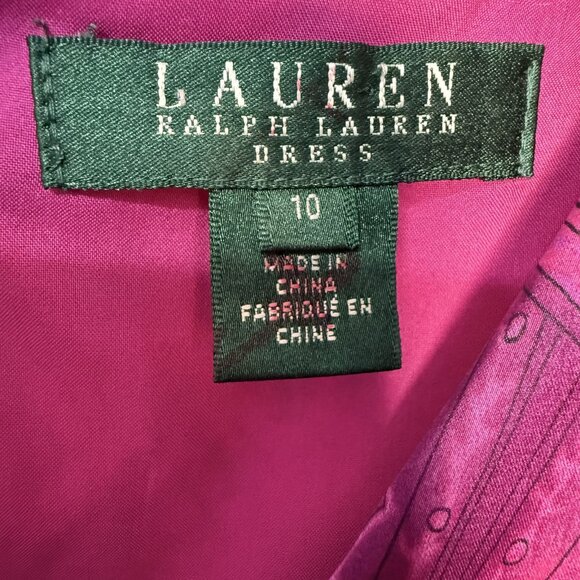 LAUREN
RALPH LAUREN
DRESS
10
MADE IN
CHINA
FABRIQUÉ EN
CHINE